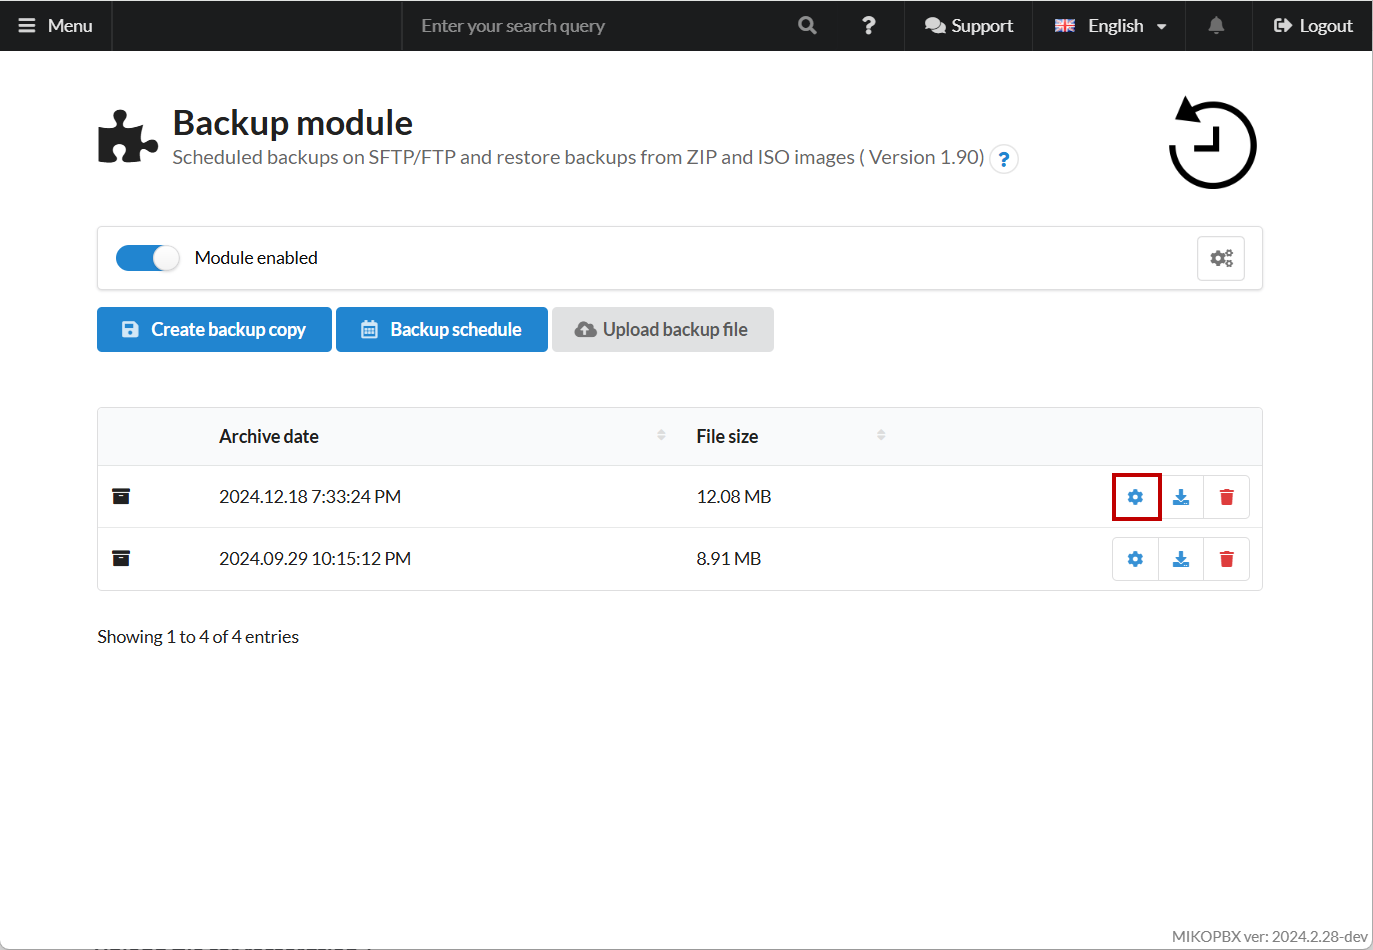 Menu
Enter your search query
?
Support
English
Logout
Backup module
Scheduled backups on SFTP/FTP and restore backups from ZIP and ISO images ( Version 1.90) ?
Module enabled
Create backup copy
Backup schedule
Upload backup file
Archive date File size
2024.12.18 7:33:24 PM 12.08 MB
2024.09.29 10:15:12 PM 8.91 MB
Showing 1 to 4 of 4 entries
MIKOPBX ver: 2024.2.28-dev